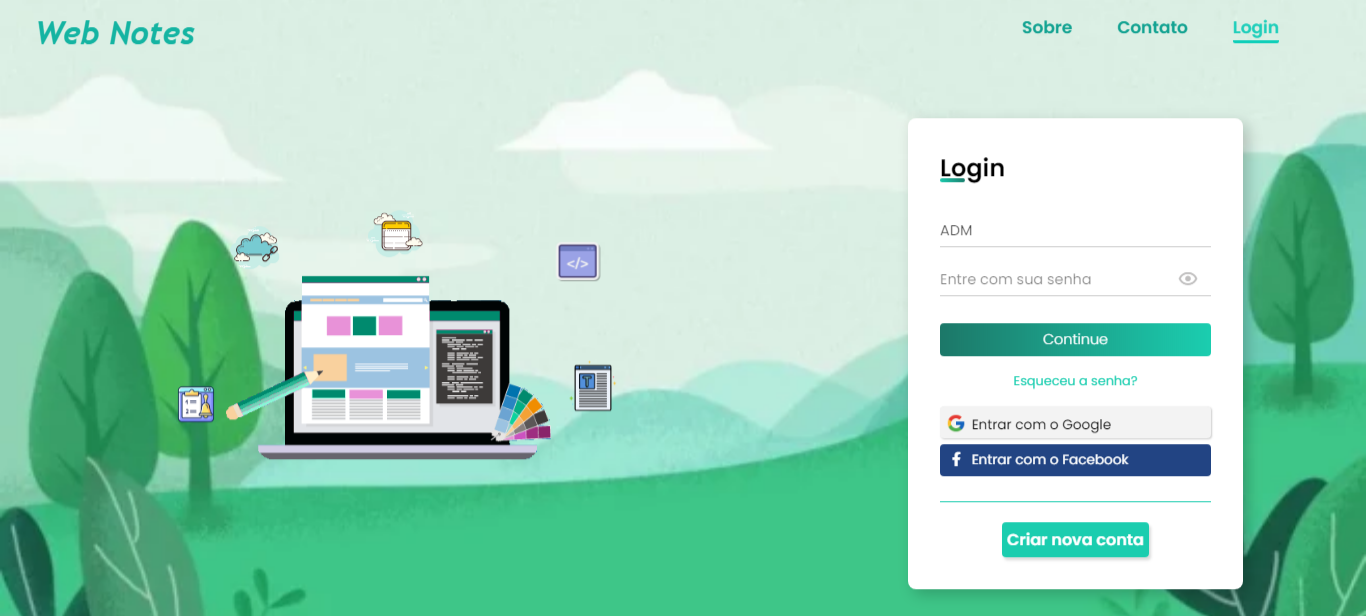 Web Notes
Sobre
Contato
Login
Login
ADM
Entre com sua senha
Continue
Esqueceu a senha?
Entrar com o Google
Entrar com o Facebook
Criar nova conta